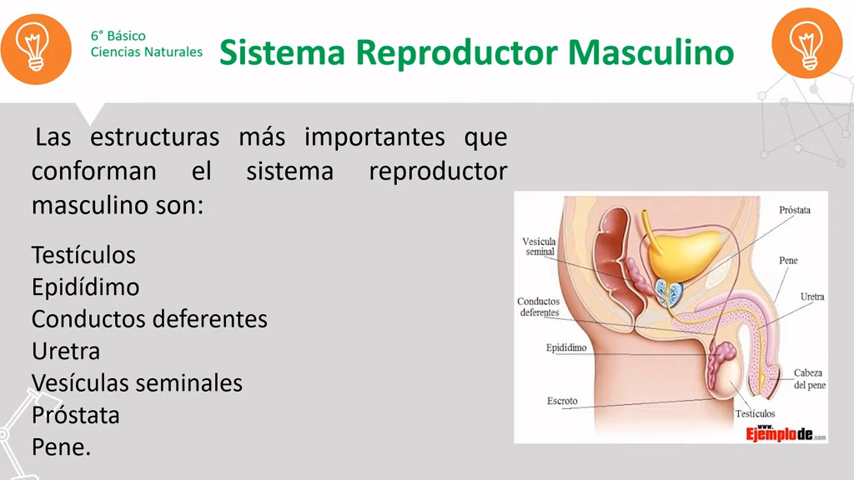 6° Básico
Ciencias Naturales
Sistema Reproductor Masculino
Las estructuras más importantes que
conforman el sistema reproductor
masculino son:
Testículos
Epidídimo
Conductos deferentes
Uretra
Vesículas seminales
Próstata
Pene.
Próstata
Vesícula
seminal
Pene
Uretra
Conductos
deferentes
Epidídimo
Cabeza
del pene
Escroto
Testículos
www.
Ejemplode.com